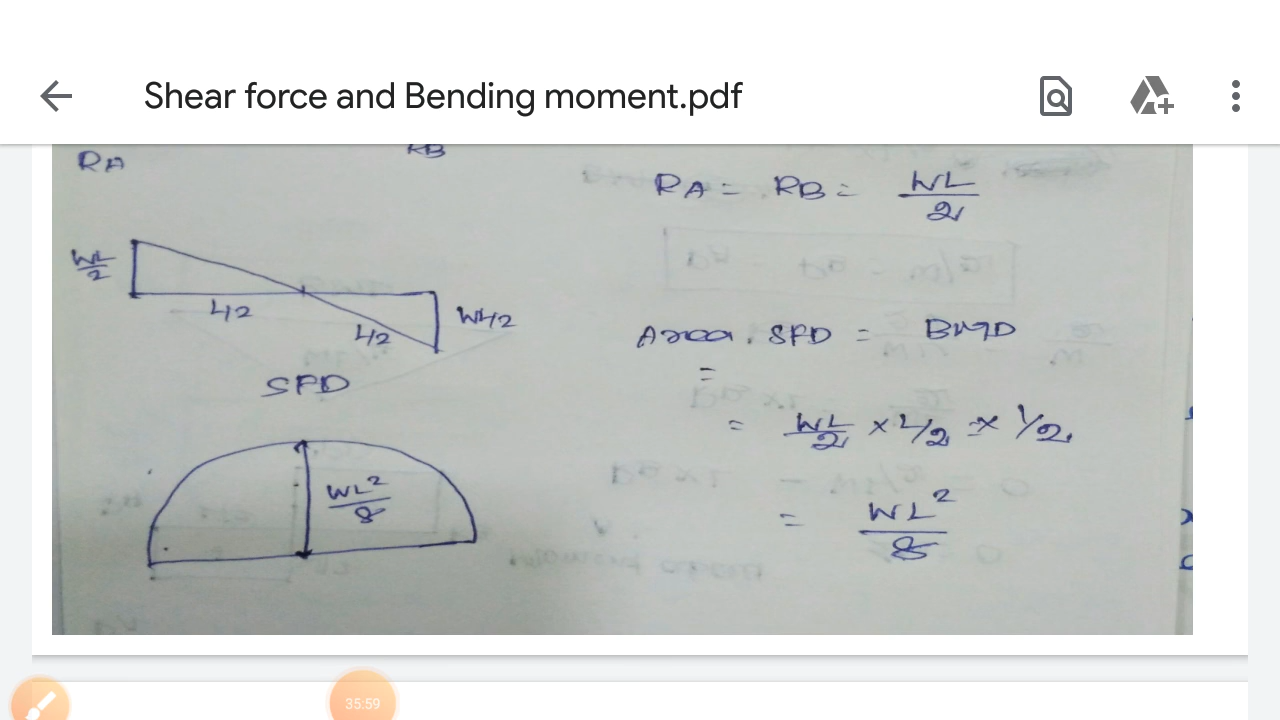 Shear force and Bending moment.pdf
RA RB
RA = RB = WL/2
WL/2
L/2
L/2
WL/2
SFD
Area. SFD = BMD
=
= WL/2 × L/2 × 1/2
WL²/8
= WL²/8
35:59